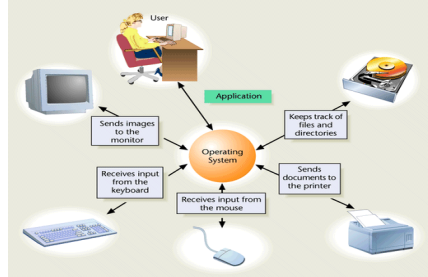 User
Application
Sends images
to the
monitor
Keeps track of
files and
directories
Operating
System
Receives input
from the
keyboard
Receives input from
the mouse
Sends
documents to
the printer